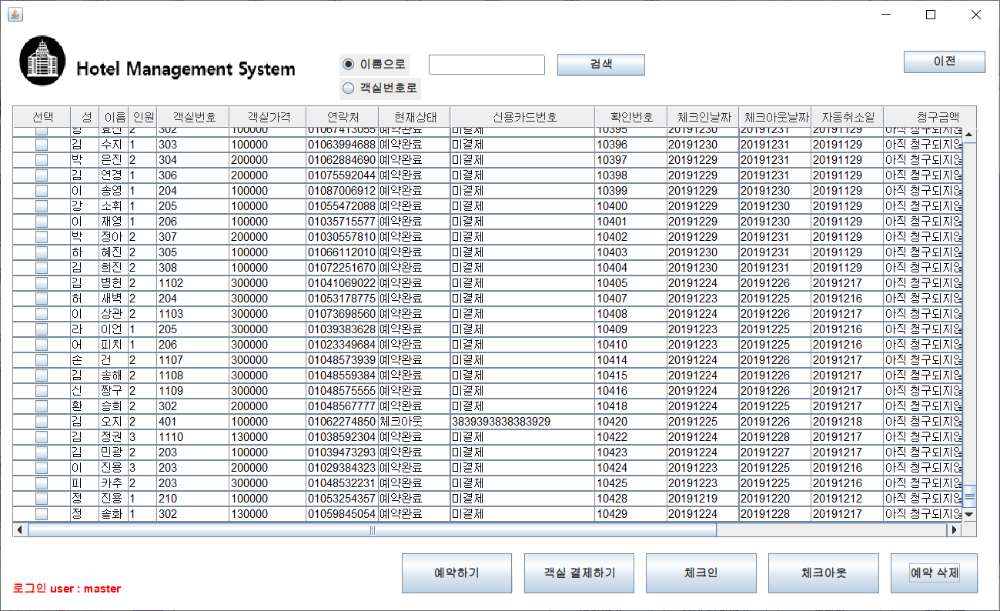 Hotel Management System
이름으로
검색
이전
객실번호로
선택 성 이름 인원 객실번호 객실가격 연락처 현재상태 신용카드번호 확인번호 체크인날짜 체크아웃날짜 자동취소일 청구금액
효진 2 302 100000 01067413055 예약완료 미결제 10395 20191230 20191231 20191129 아직 청구되지않
김 수지 1 303 100000 01063994688 예약완료 미결제 10396 20191230 20191231 20191129 아직 청구되지않
박 은진 2 304 200000 01062884690 예약완료 미결제 10397 20191229 20191231 20191129 아직 청구되지않
김 연경 1 306 200000 01075592044 예약완료 미결제 10398 20191229 20191231 20191129 아직 청구되지않
이 송영 1 204 100000 01087006912 예약완료 미결제 10399 20191229 20191230 20191129 아직 청구되지않
강 소휘 1 205 100000 01055472088 예약완료 미결제 10400 20191229 20191230 20191129 아직 청구되지않
이 재영 1 206 100000 01035715577 예약완료 미결제 10401 20191229 20191230 20191129 아직 청구되지않
박 정아 2 307 200000 01030557810 예약완료 미결제 10402 20191229 20191231 20191129 아직 청구되지않
하 혜진 2 305 100000 01066112010 예약완료 미결제 10403 20191230 20191231 20191129 아직 청구되지않
김 희진 2 308 100000 01072251670 예약완료 미결제 10404 20191230 20191231 20191129 아직 청구되지않
김 병헌 2 1102 300000 01041069022 예약완료 미결제 10405 20191224 20191226 20191217 아직 청구되지않
허 새벽 2 204 300000 01053178775 예약완료 미결제 10407 20191223 20191225 20191216 아직 청구되지않
이 상관 2 1103 300000 01073698560 예약완료 미결제 10408 20191224 20191226 20191217 아직 청구되지않
라 이언 1 205 300000 01039383628 예약완료 미결제 10409 20191223 20191225 20191216 아직 청구되지않
어 피치 1 206 300000 01023349684 예약완료 미결제 10410 20191223 20191225 20191216 아직 청구되지않
손 건 2 1107 300000 01048573939 예약완료 미결제 10414 20191224 20191226 20191217 아직 청구되지않
김 송해 2 1108 300000 01048559384 예약완료 미결제 10415 20191224 20191226 20191217 아직 청구되지않
신 짱구 2 1109 300000 01048575555 예약완료 미결제 10416 20191224 20191226 20191217 아직 청구되지않
환 승희 2 302 200000 01048567777 예약완료 미결제 10418 20191224 20191225 20191217 아직 청구되지않
김 오지 2 401 100000 01062274850 체크아웃 3839393838383929 10420 20191225 20191226 20191218 아직 청구되지않
김 정권 3 1110 130000 01038592304 예약완료 미결제 10422 20191224 20191228 20191217 아직 청구되지않
김 민광 2 203 100000 01039473293 예약완료 미결제 10423 20191224 20191227 20191217 아직 청구되지않
이 진용 3 203 200000 01029384323 예약완료 미결제 10424 20191223 20191225 20191216 아직 청구되지않
피 카추 2 203 300000 01048532231 예약완료 미결제 10425 20191223 20191225 20191216 아직 청구되지않
정 진용 1 210 100000 01053254357 예약완료 미결제 10428 20191219 20191220 20191212 아직 청구되지않
정 솔화 1 302 130000 01059845054 예약완료 미결제 10429 20191224 20191228 20191217 아직 청구되지않
예약하기
객실 결제하기
체크인
체크아웃
예약 삭제
로그인 user : master